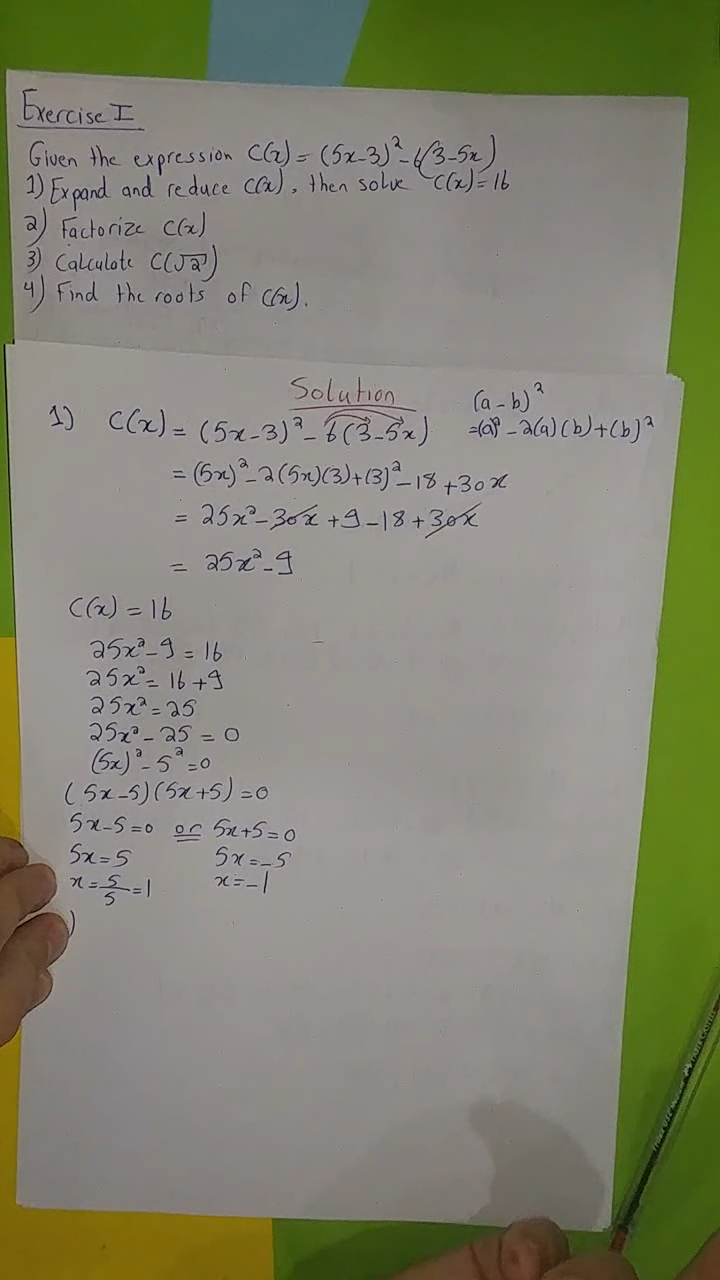 Exercise I
Given the expression C(x) = (5x-3)² - 6(3-5x)
1) Expand and reduce C(x), then solve C(x)=16
2) Factorize C(x)
3) Calculate C(√2)
4) Find the roots of C(x).
Solution
(a-b)²
1) C(x) = (5x-3)² - 6(3-5x) =(a)² - 2(a)(b)+(b)²
= (5x)² - 2(5x)(3)+(3)² - 18 + 30x
= 25x² - 30x + 9 - 18 + 30x
= 25x² - 9
C(x) = 16
25x² - 9 = 16
25x² = 16 + 9
25x² = 25
25x² - 25 = 0
(5x)² - 5² = 0
(5x-5)(5x+5) = 0
5x-5=0 or 5x+5=0
5x=5 5x=-5
x=5/5=1 x=-1
)